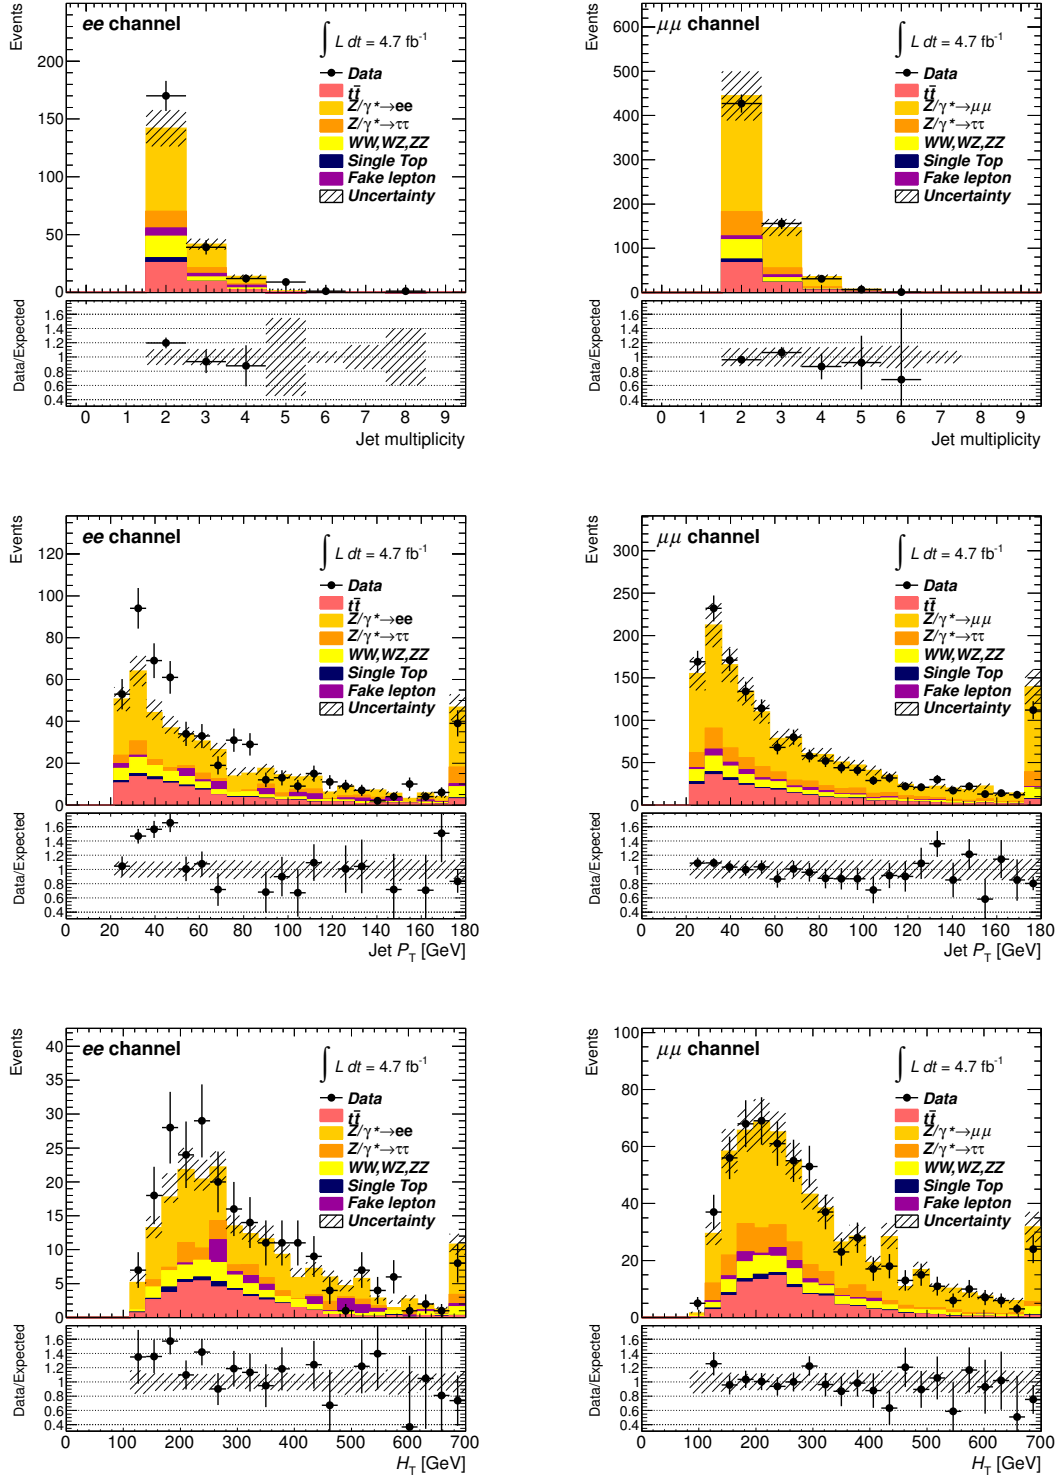 Events
ee channel
∫ L dt = 4.7 fb⁻¹
Data
tt̄
Z/γ*→ee
Z/γ*→ττ
WW,WZ,ZZ
Single Top
Fake lepton
Uncertainty
200
150
100
50
0
Data/Expected
1.6
1.4
1.2
1
0.8
0.6
0.4
0 1 2 3 4 5 6 7 8 9
Jet multiplicity
Events
μμ channel
∫ L dt = 4.7 fb⁻¹
Data
tt̄
Z/γ*→μμ
Z/γ*→ττ
WW,WZ,ZZ
Single Top
Fake lepton
Uncertainty
600
500
400
300
200
100
0
Data/Expected
1.6
1.4
1.2
1
0.8
0.6
0.4
0 1 2 3 4 5 6 7 8 9
Jet multiplicity
Events
ee channel
∫ L dt = 4.7 fb⁻¹
Data
tt̄
Z/γ*→ee
Z/γ*→ττ
WW,WZ,ZZ
Single Top
Fake lepton
Uncertainty
120
100
80
60
40
20
0
Data/Expected
1.6
1.4
1.2
1
0.8
0.6
0.4
0 20 40 60 80 100 120 140 160 180
Jet P_T [GeV]
Events
μμ channel
∫ L dt = 4.7 fb⁻¹
Data
tt̄
Z/γ*→μμ
Z/γ*→ττ
WW,WZ,ZZ
Single Top
Fake lepton
Uncertainty
300
250
200
150
100
50
0
Data/Expected
1.6
1.4
1.2
1
0.8
0.6
0.4
0 20 40 60 80 100 120 140 160 180
Jet P_T [GeV]
Events
ee channel
∫ L dt = 4.7 fb⁻¹
Data
tt̄
Z/γ*→ee
Z/γ*→ττ
WW,WZ,ZZ
Single Top
Fake lepton
Uncertainty
40
35
30
25
20
15
10
5
0
Data/Expected
1.6
1.4
1.2
1
0.8
0.6
0.4
0 100 200 300 400 500 600 700
H_T [GeV]
Events
μμ channel
∫ L dt = 4.7 fb⁻¹
Data
tt̄
Z/γ*→μμ
Z/γ*→ττ
WW,WZ,ZZ
Single Top
Fake lepton
Uncertainty
100
80
60
40
20
0
Data/Expected
1.6
1.4
1.2
1
0.8
0.6
0.4
0 100 200 300 400 500 600 700
H_T [GeV]